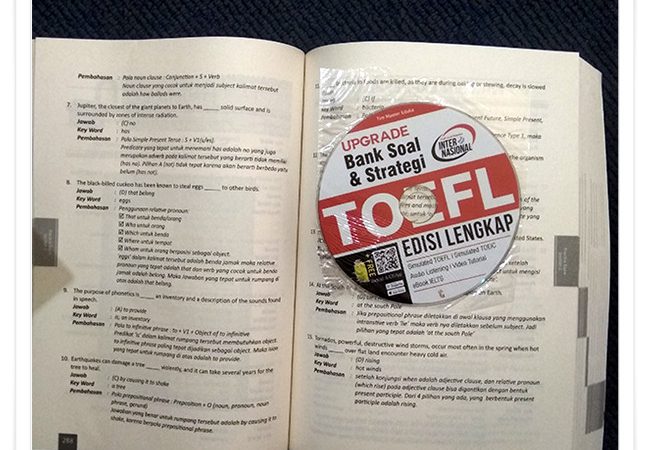 Pembahasan : Pola noun clause : Conjunction + S + Verb
Noun clause yang cocok untuk menjadi subject kalimat tersebut
adalah how ballads were.
7. Jupiter, the closest of the giant planets to Earth, has ______ solid surface and is
surrounded by zones of intense radiation.
Jawab : (C) no
Key Word : has
Pembahasan : Pola Simple Present Tense : S + V1(s/es).
Predicate yang tepat untuk menemani has adalah no yang juga
merupakan adverb pada kalimat tersebut yang berarti tidak memiliki
(has no). Pilihan A (not) tidak tepat karena akan berarti berbeda yaitu
belum (has not).
8. The black-billed cuckoo has been known to steal eggs ______ to other birds.
Jawab : (D) that belong
Key Word : eggs
Pembahasan : Penggunaan relative pronoun:
That untuk benda/orang
Who untuk orang
Which untuk benda
Where untuk tempat
Whom untuk orang berposisi sebagai object.
'eggs' dalam kalimat tersebut adalah benda jamak maka relative
pronoun yang tepat adalah that dan verb yang cocok untuk benda
jamak adalah belong. Maka Jawaban yang tepat untuk rumpang di
atas adalah that belong.
9. The purpose of phonetics is ______ an inventory and a description of the sounds found
in speech.
Jawab : (A) to provide
Key Word : is, an inventory
Pembahasan : Pola to infinitive phrase : to + V1 + Object of to infinitive
Predikat 'is' dalam kalimat rumpang tersebut membutuhkan object.
to infinitive phrase paling tepat dijadikan sebagai object. Maka isian
yang tepat untuk rumpang di atas adalah to provide.
10. Earthquakes can damage a tree ______ violently, and it can take several years for the
tree to heal.
Jawab : (C) by causing it to shake
Key Word : a tree
Pembahasan : Pola prepositional phrase : Preposition + O (noun, pronoun, noun
phrase, gerund)
Jawaban yang benar untuk rumpang tersebut adalah by causing it to
shake, karena berpola prepositional phrase.
268
to foods are killed, as they are during baking or stewing, decay is slowed
(C) if
bacteria
Future, Simple Present,
Type 1, maka
the organism
United States.
untuk mengisi
on Earth.
at the South Pole
Key Word : at the south Pole
Pembahasan : Jika prepositional phrase diletakkan di awal klausa yang menggunakan
intransitive verb 'lie' maka verb nya diletakkan sebelum subject. Jadi
pilihan yang tepat adalah 'at the south Pole'
15. Tornados, powerful, destructive wind storms, occur most often in the spring when hot
winds ______ over flat land encounter heavy cold air.
Jawab : (D) rising
Key Word : hot winds
Pembahasan : setelah konjungsi when adalah adjective clause, dan relative pronoun
(which rise) pada adjective clause bisa digantikan dengan bentuk
present participle. Dari 4 pilihan yang ada, yang berbentuk present
participle adalah rising.
Tim Master Eduka
UPGRADE
Bank Soal
& Strategi
INTER
NASIONAL
TOEFL
EDISI LENGKAP
FREE
Simulated TOEFL I Simulated TOEIC
Audio Listening I Video Tutorial
eBook IELTS